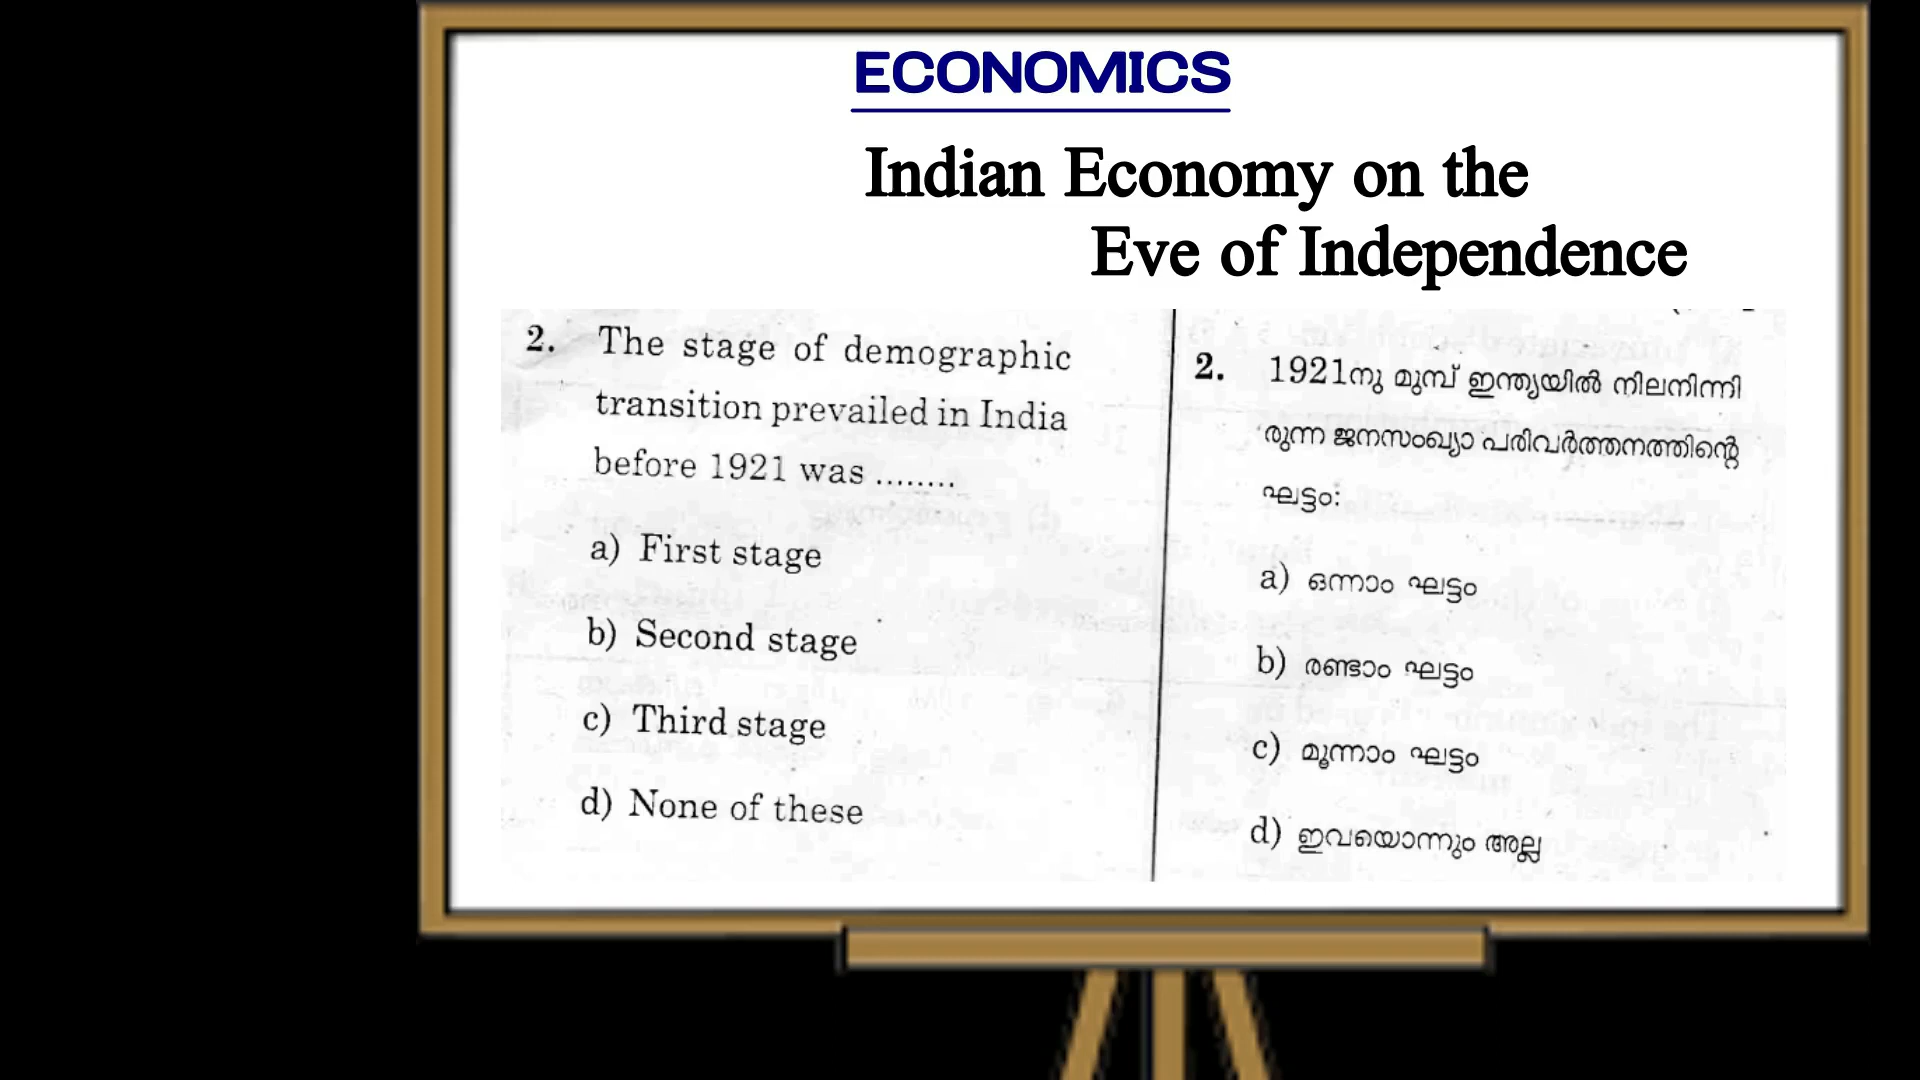 ECONOMICS
Indian Economy on the
Eve of Independence
2. The stage of demographic
transition prevailed in India
before 1921 was ........
a) First stage
b) Second stage
c) Third stage
d) None of these
2. 1921നു മുമ്പ് ഇന്ത്യയിൽ നിലനിന്നി
രുന്ന ജനസംഖ്യാ പരിവർത്തനത്തിന്റെ
ഘട്ടം:
a) ഒന്നാം ഘട്ടം
b) രണ്ടാം ഘട്ടം
c) മൂന്നാം ഘട്ടം
d) ഇവയൊന്നും അല്ല